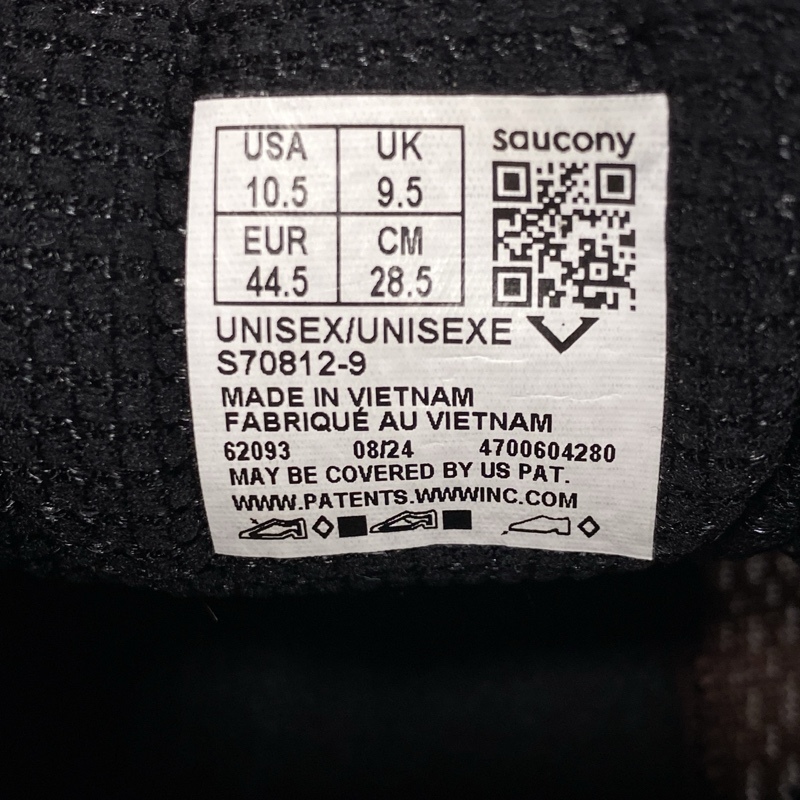 saucony
USA UK
10.5 9.5
EUR CM
44.5 28.5
UNISEX/UNISEXE
S70812-9
MADE IN VIETNAM
FABRIQUÉ AU VIETNAM
62093 08/24 4700604280
MAY BE COVERED BY US PAT.
WWW.PATENTS.WWWINC.COM